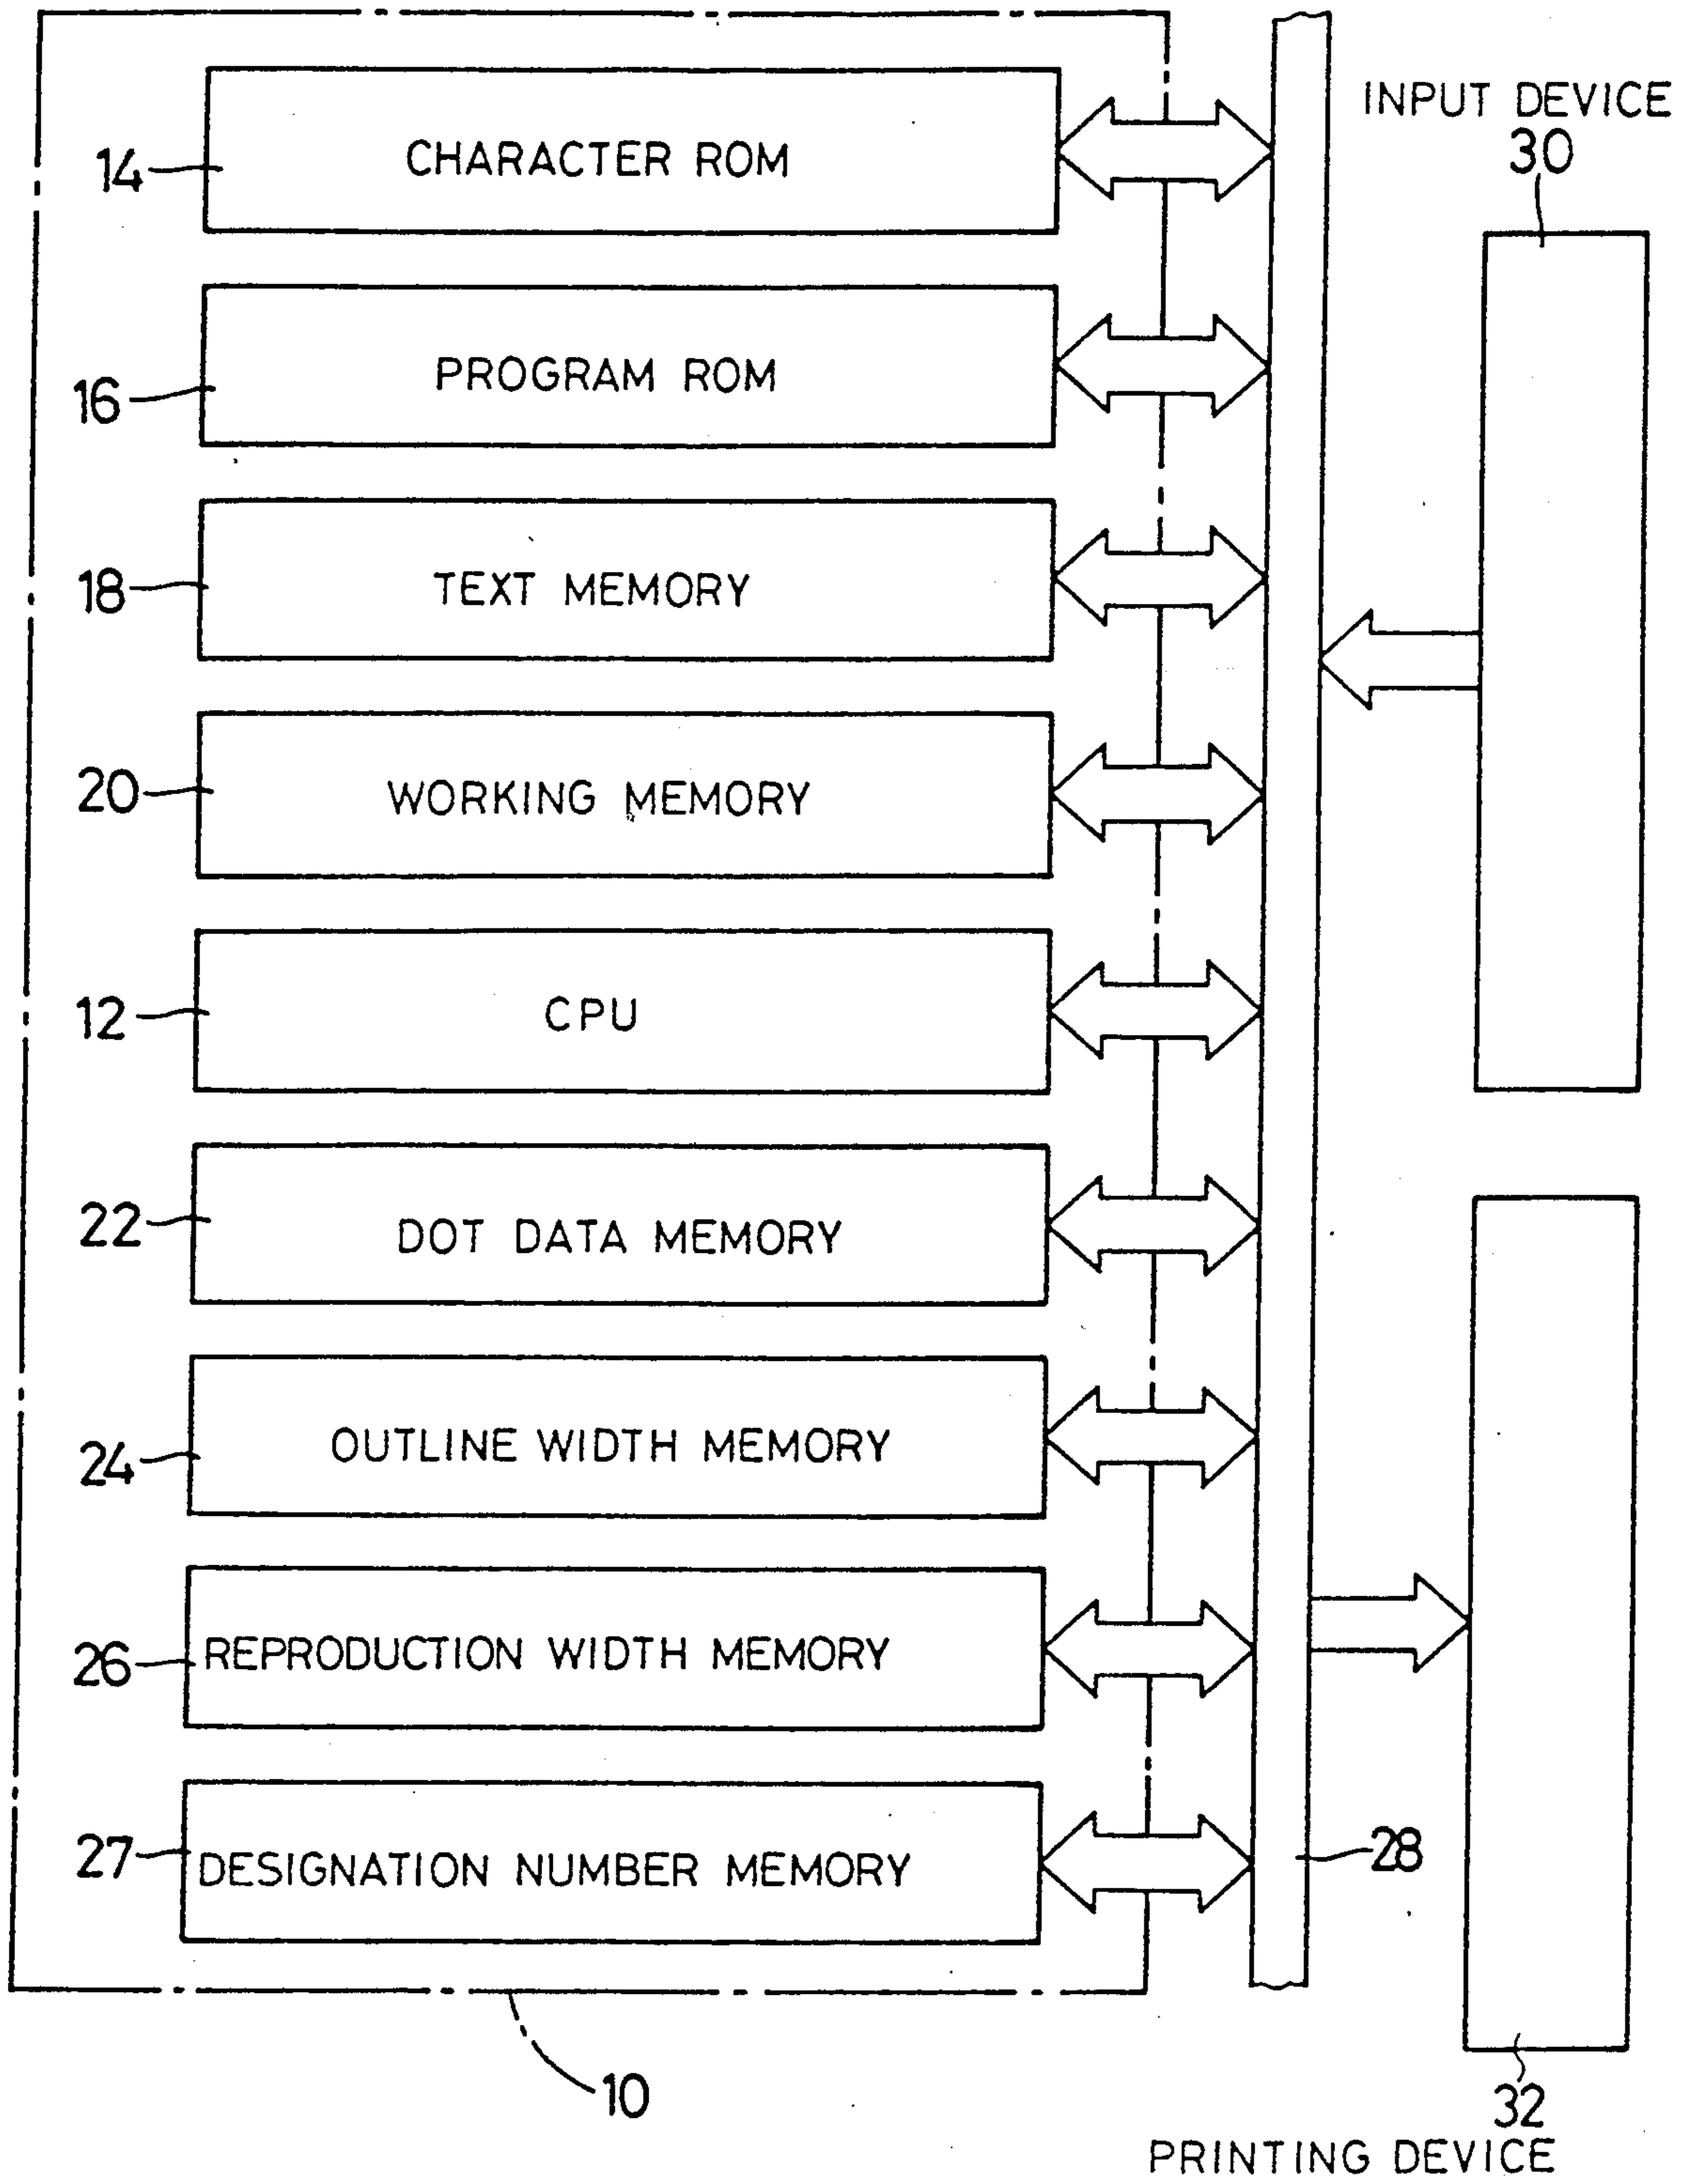 INPUT DEVICE
30
14
CHARACTER ROM
16
PROGRAM ROM
18
TEXT MEMORY
20
WORKING MEMORY
12
CPU
22
DOT DATA MEMORY
24
OUTLINE WIDTH MEMORY
26
REPRODUCTION WIDTH MEMORY
27
DESIGNATION NUMBER MEMORY
28
10
32
PRINTING DEVICE